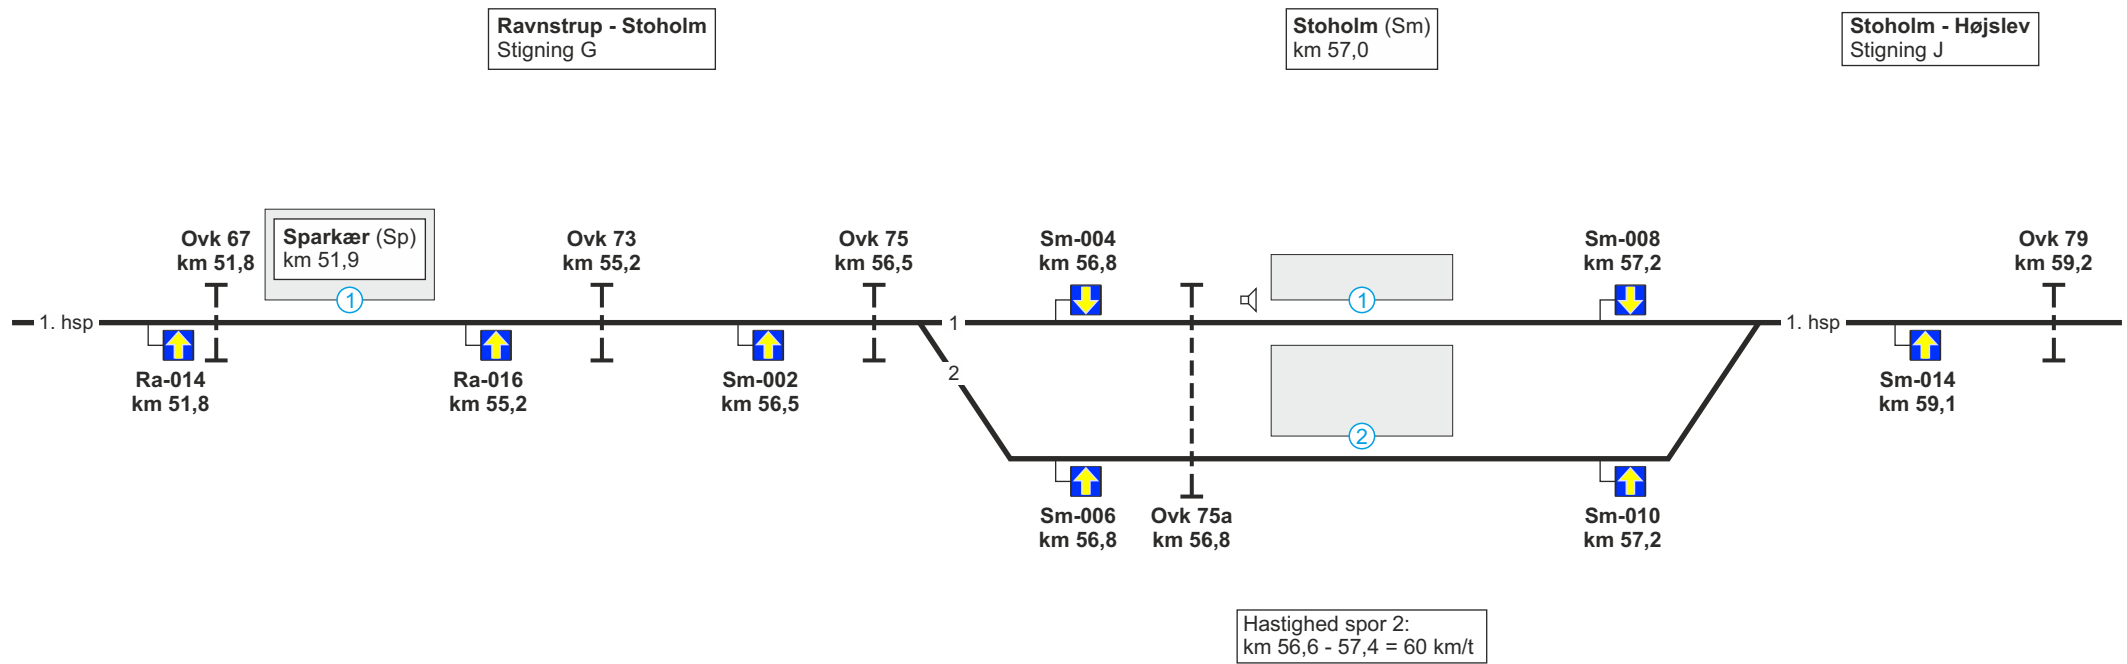 Ravnstrup - Stoholm
Stigning G
Stoholm (Sm)
km 57,0
Stoholm - Højslev
Stigning J
Ovk 67
km 51,8
Sparkær (Sp)
km 51,9
1
Ovk 73
km 55,2
Ovk 75
km 56,5
Sm-004
km 56,8
1
Sm-008
km 57,2
Ovk 79
km 59,2
1. hsp
1
1. hsp
2
Ra-014
km 51,8
Ra-016
km 55,2
Sm-002
km 56,5
Sm-014
km 59,1
2
Sm-006
km 56,8
Ovk 75a
km 56,8
Sm-010
km 57,2
Hastighed spor 2:
km 56,6 - 57,4 = 60 km/t